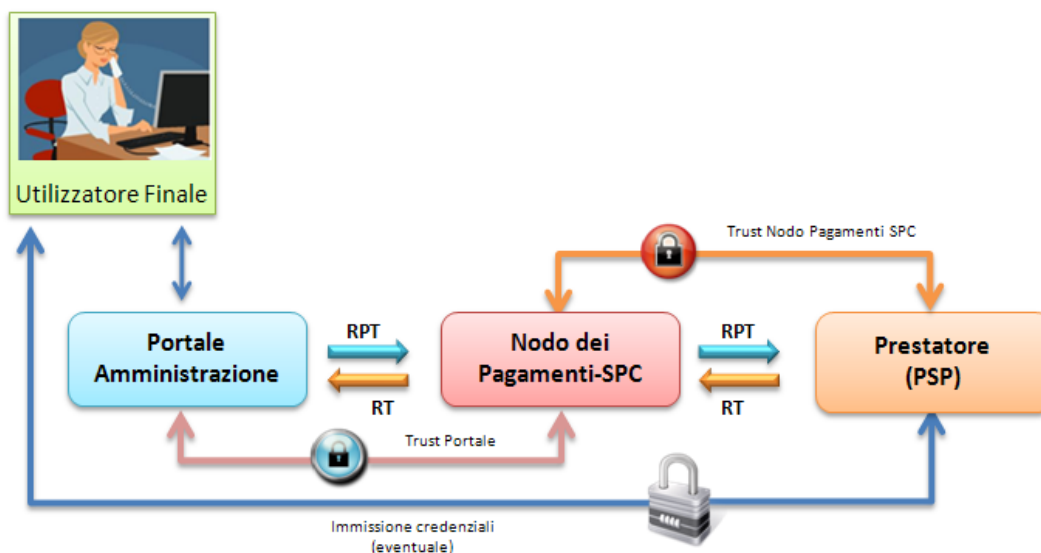 Utilizzatore Finale
Trust Nodo Pagamenti SPC
Portale
Amministrazione
RPT
RT
Nodo dei
Pagamenti-SPC
RPT
RT
Prestatore
(PSP)
Trust Portale
Immissione credenziali
(eventuale)